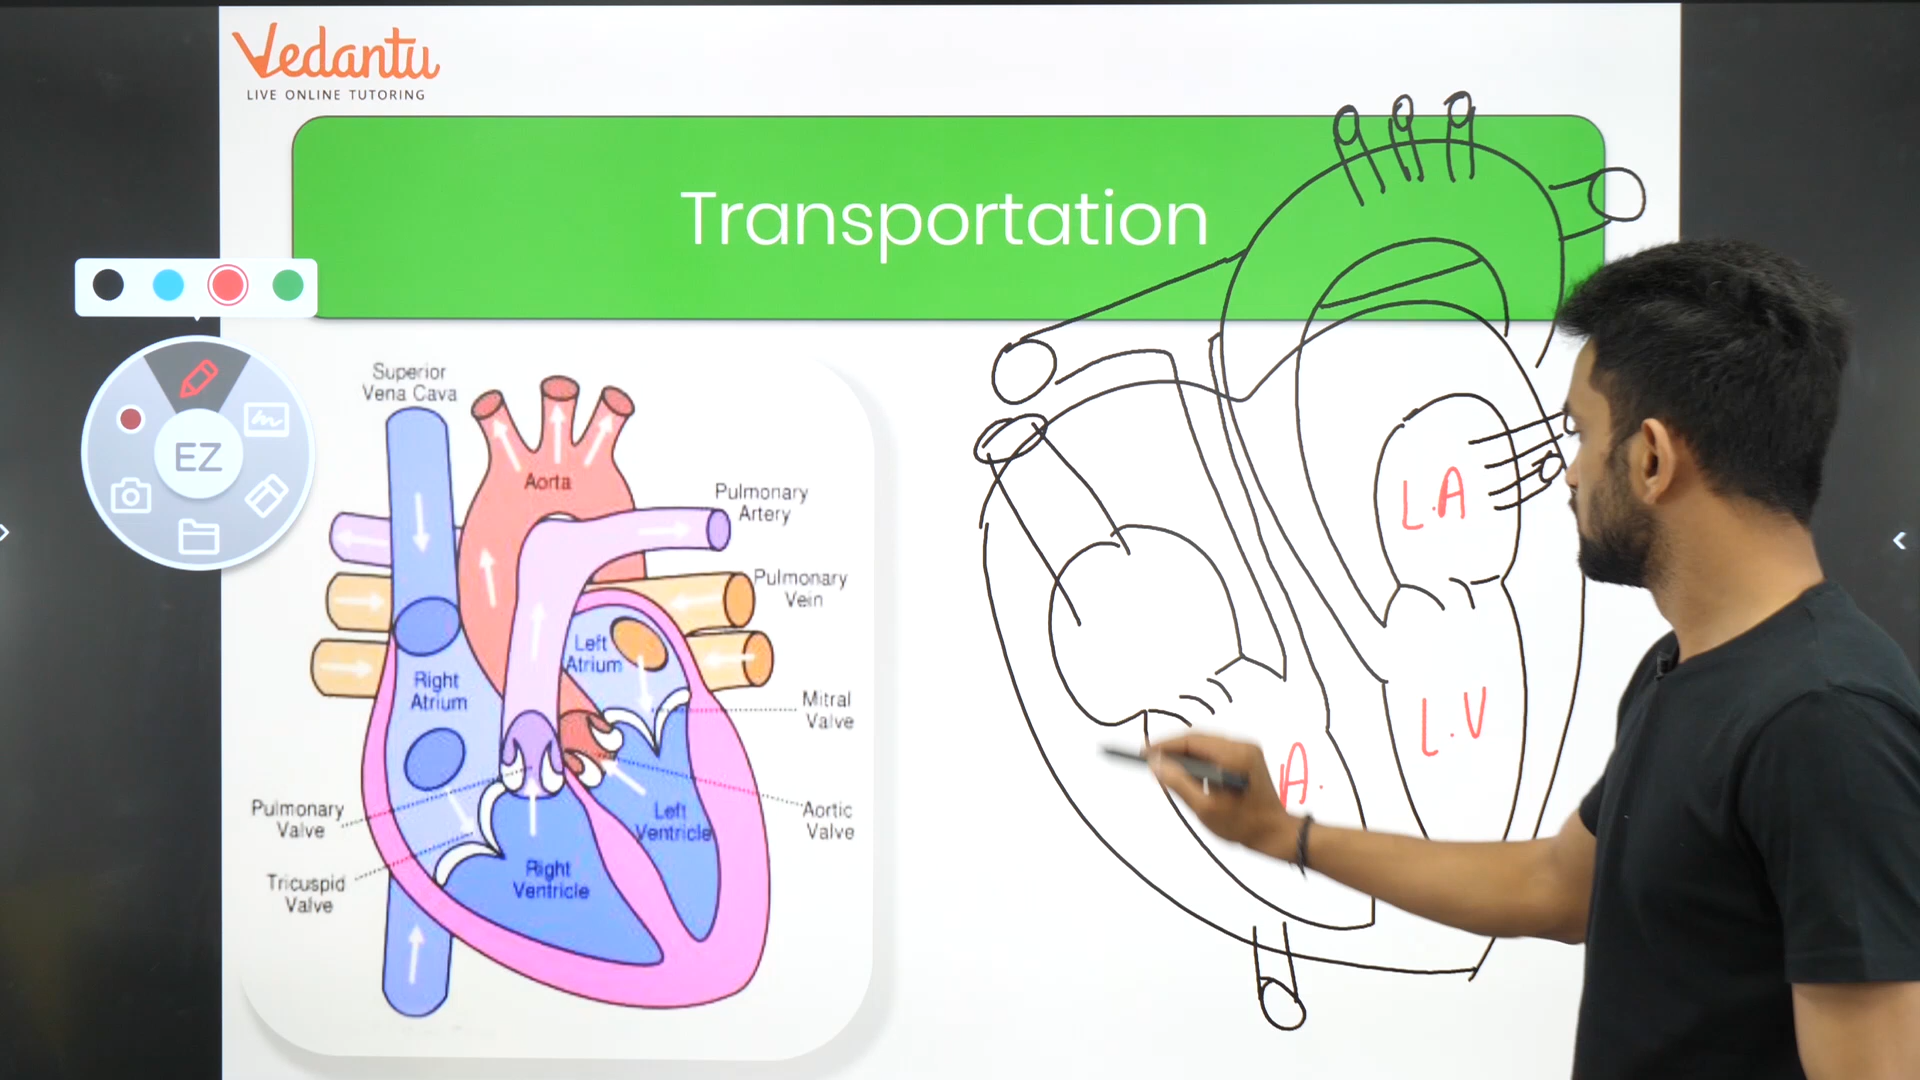 Vedantu
LIVE ONLINE TUTORING
Transportation
EZ
Superior
Vena Cava
Aorta
Pulmonary
Artery
Pulmonary
Vein
Left
Atrium
Right
Atrium
Mitral
Valve
Pulmonary
Valve
Left
Ventricle
Aortic
Valve
Right
Ventricle
Tricuspid
Valve
L.A
L.V
A.